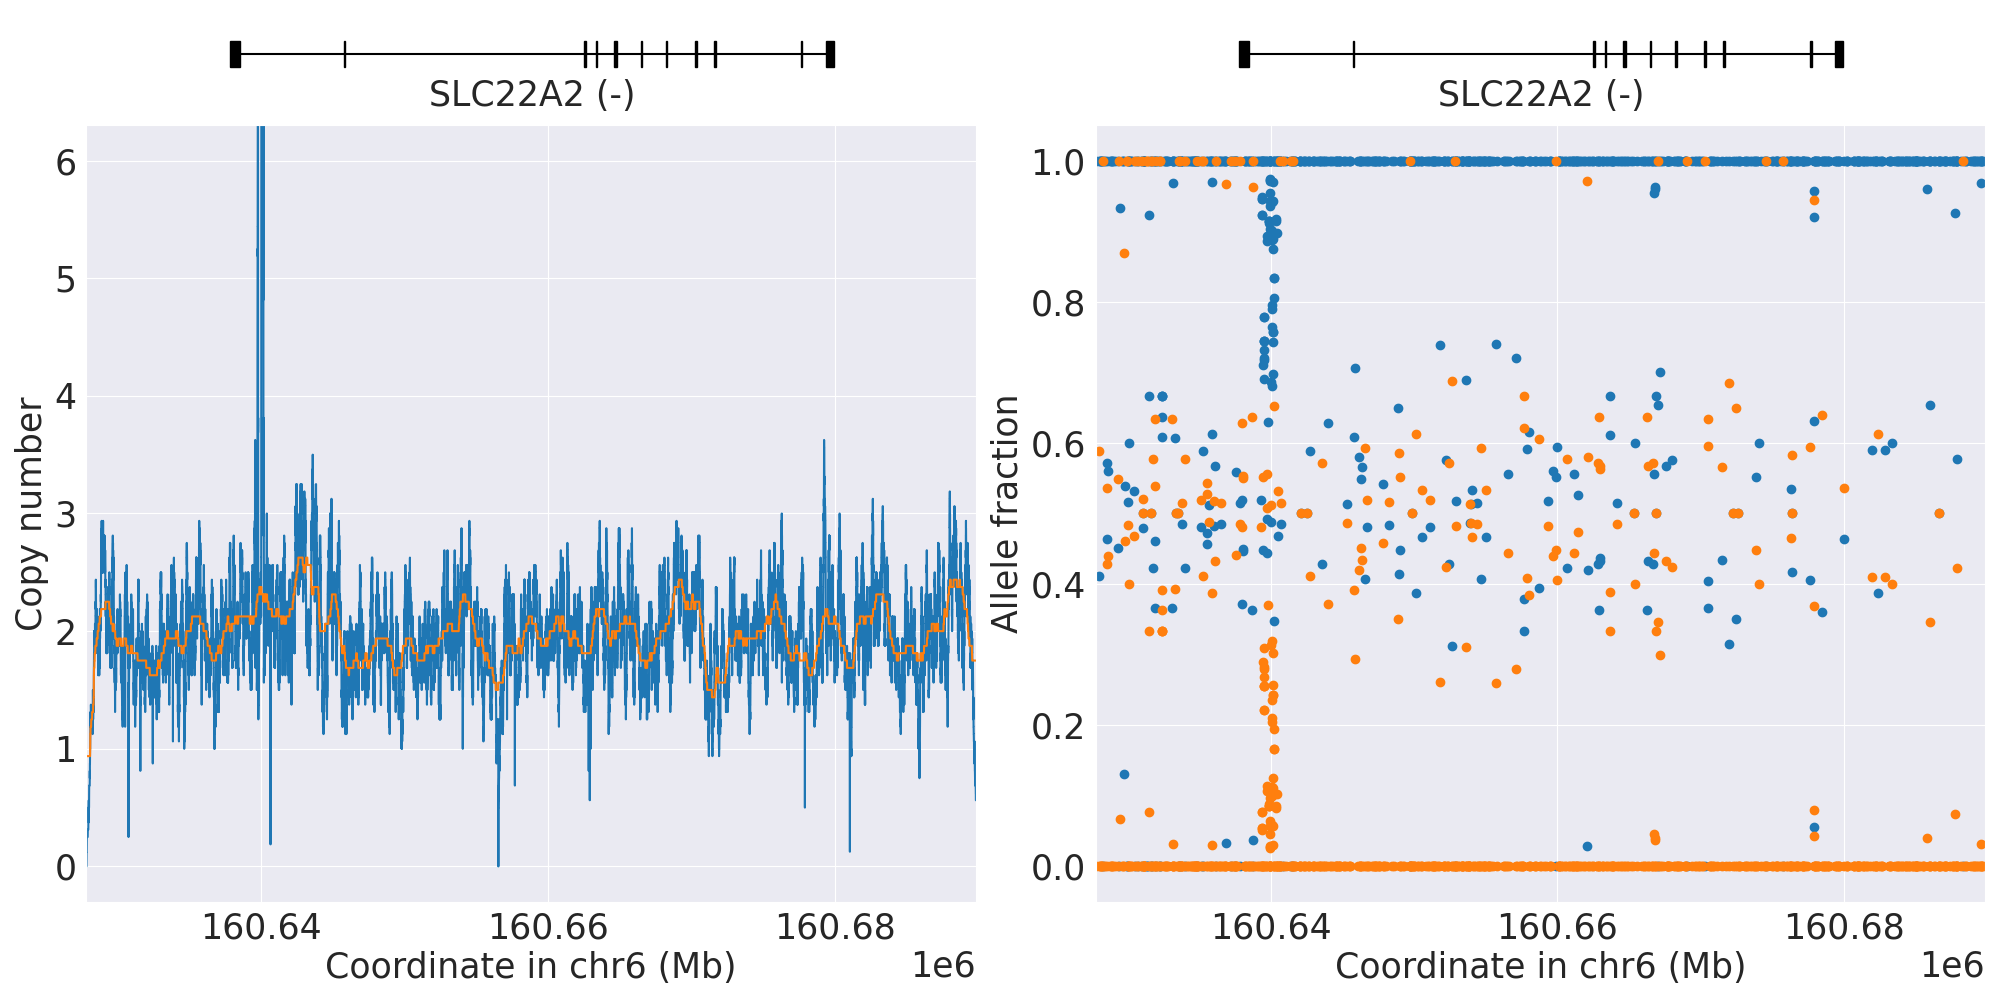 SLC22A2 (-)
Copy number
6
5
4
3
2
1
0
160.64
160.66
160.68
Coordinate in chr6 (Mb)
1e6
SLC22A2 (-)
Allele fraction
1.0
0.8
0.6
0.4
0.2
0.0
160.64
160.66
160.68
Coordinate in chr6 (Mb)
1e6